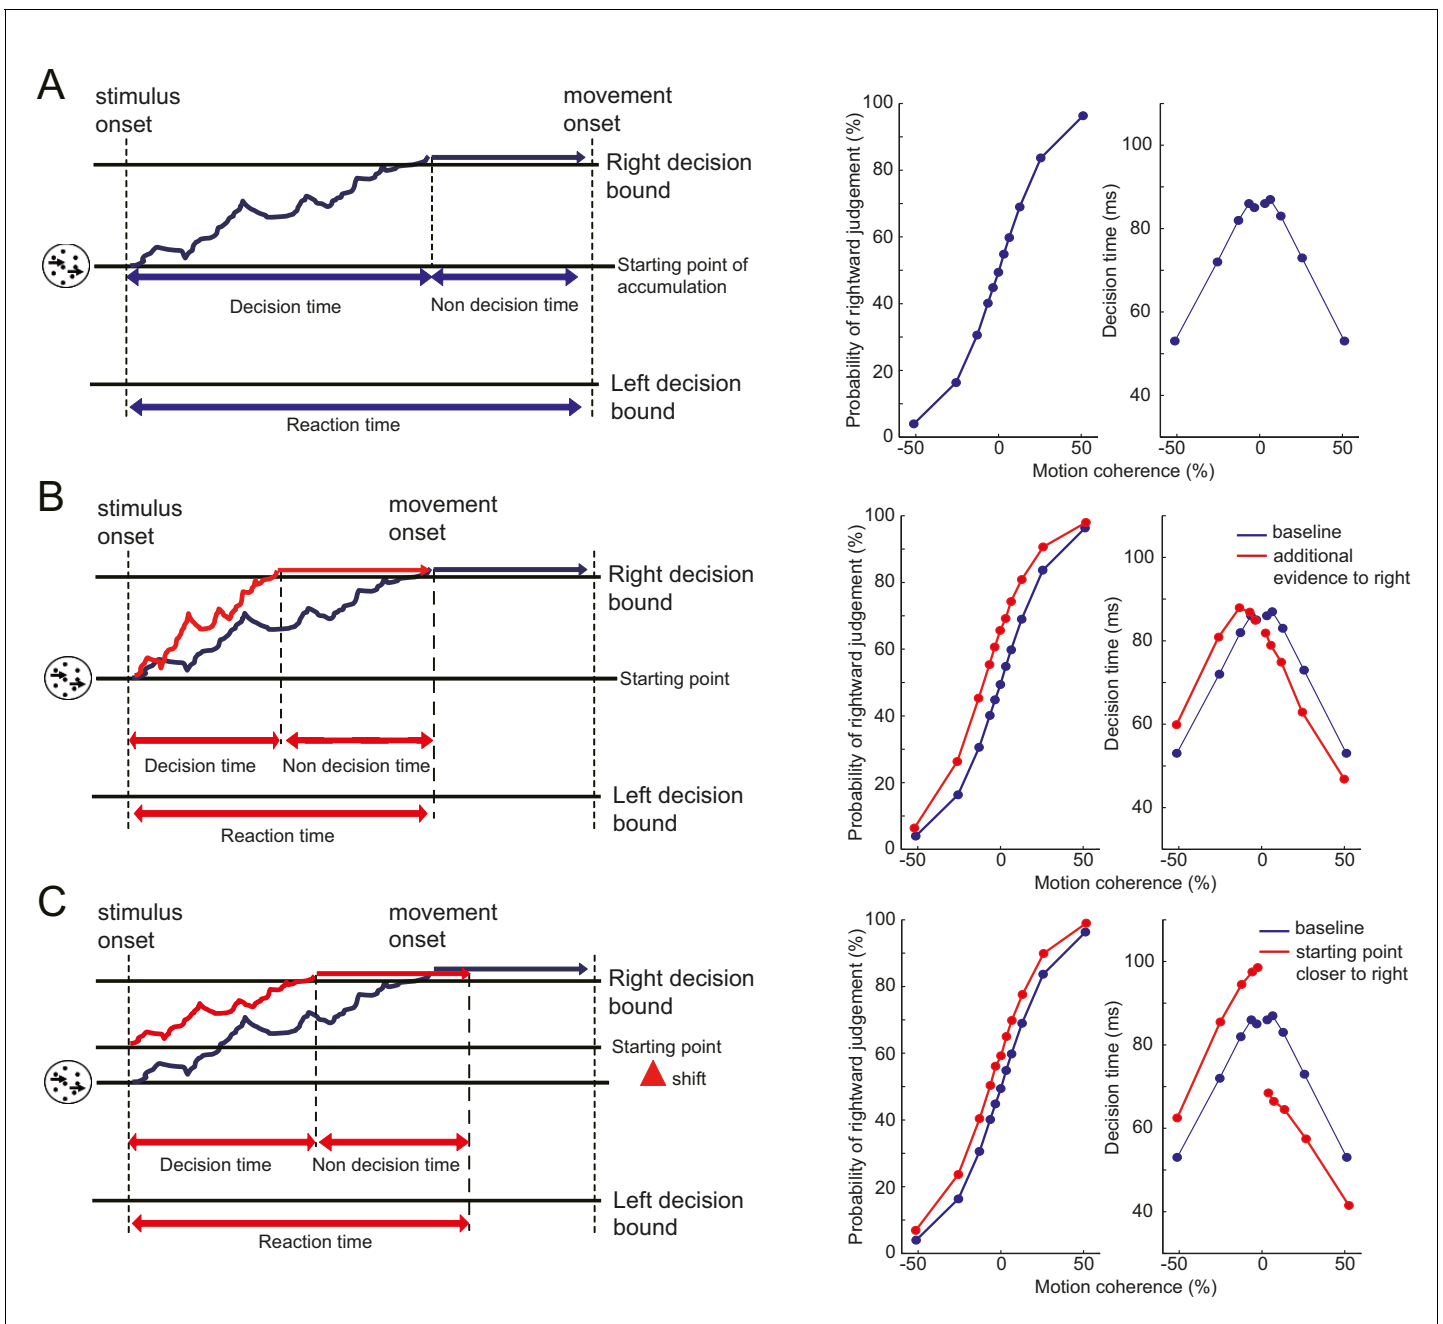 A
stimulus
onset
movement
onset
Right decision
bound
Starting point of
accumulation
Decision time
Non decision time
Left decision
bound
Reaction time
Probability of rightward judgement (%)
100
80
60
40
20
0
-50
0
50
Decision time (ms)
100
80
60
40
-50
0
50
Motion coherence (%)
B
stimulus
onset
movement
onset
Right decision
bound
Starting point
Decision time
Non decision time
Left decision
bound
Reaction time
Probability of rightward judgement (%)
100
80
60
40
20
0
-50
0
50
baseline
additional
evidence to right
Decision time (ms)
100
80
60
40
-50
0
50
Motion coherence (%)
C
stimulus
onset
movement
onset
Right decision
bound
Starting point
shift
Decision time
Non decision time
Left decision
bound
Reaction time
Probability of rightward judgement (%)
100
80
60
40
20
0
-50
0
50
baseline
starting point
closer to right
Decision time (ms)
100
80
60
40
-50
0
50
Motion coherence (%)